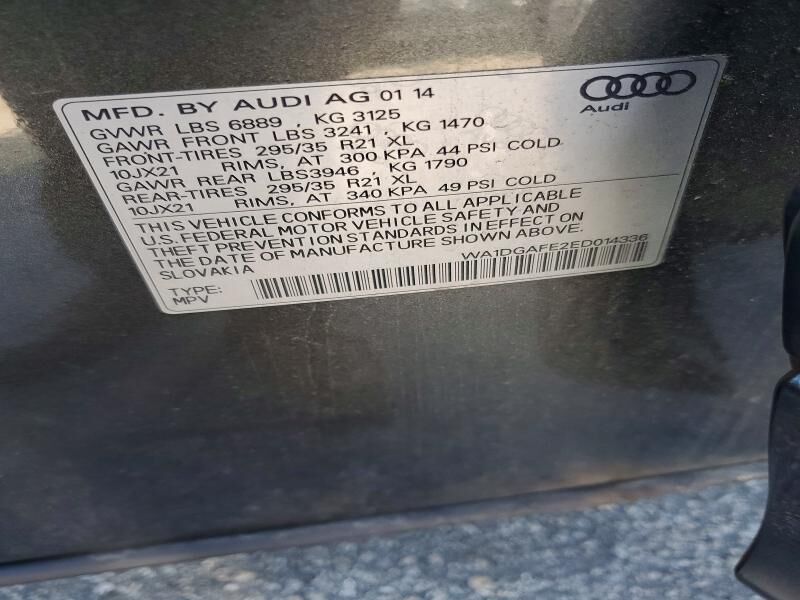 MFD. BY AUDI AG 01 14
Audi
GVWR LBS 6889 , KG 3125
GAWR FRONT LBS 3241 , KG 1470
FRONT-TIRES 295/35 R21 XL
10JX21 RIMS, AT 300 KPA 44 PSI COLD
GAWR REAR LBS3946 , KG 1790
REAR-TIRES 295/35 R21 XL
10JX21 RIMS, AT 340 KPA 49 PSI COLD
THIS VEHICLE CONFORMS TO ALL APPLICABLE
U.S. FEDERAL MOTOR VEHICLE SAFETY AND
THEFT PREVENTION STANDARDS IN EFFECT ON
THE DATE OF MANUFACTURE SHOWN ABOVE.
SLOVAKIA WA1DGAFE2ED014336
TYPE:
MPV